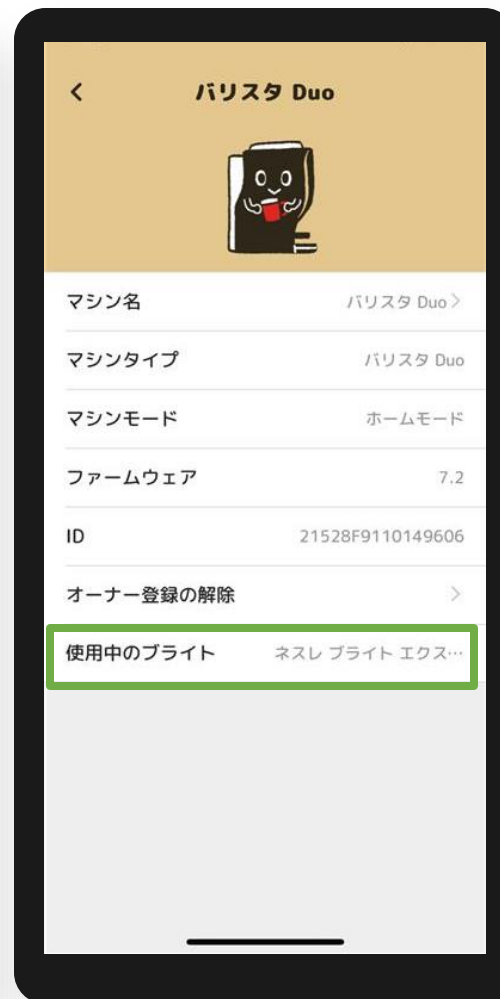 バリスタ Duo
マシン名 バリスタ Duo
マシンタイプ バリスタ Duo
マシンモード ホームモード
ファームウェア 7.2
ID 21528F9110149606
オーナー登録の解除
使用中のブライト ネスレ ブライト エクス…